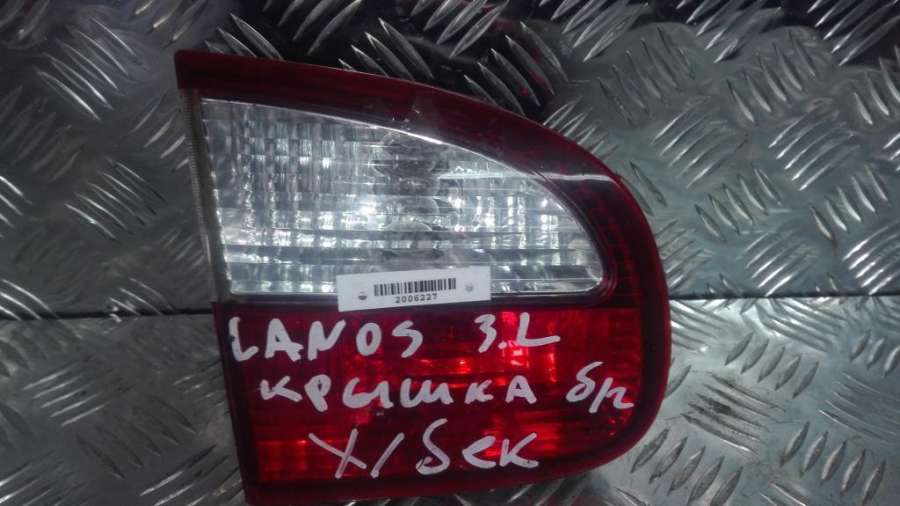 2006227
LANOS 3.L
крышка б/п
Х/бек